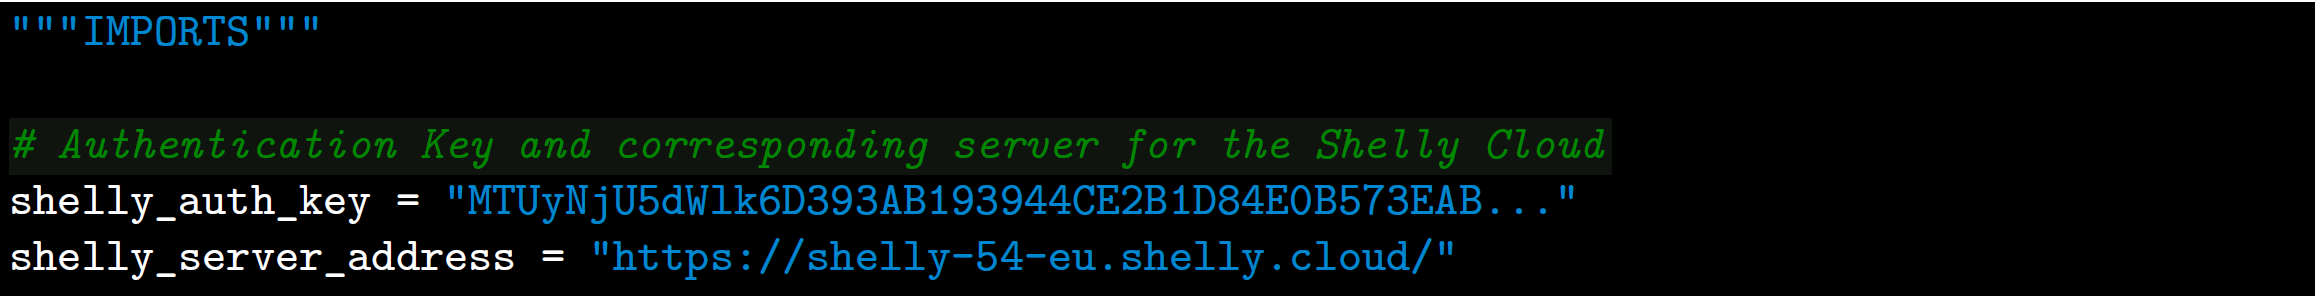 """IMPORTS"""
# Authentication Key and corresponding server for the Shelly Cloud
shelly_auth_key = "MTUyNjU5dWlk6D393AB193944CE2B1D84E0B573EAB..."
shelly_server_address = "https://shelly-54-eu.shelly.cloud/"